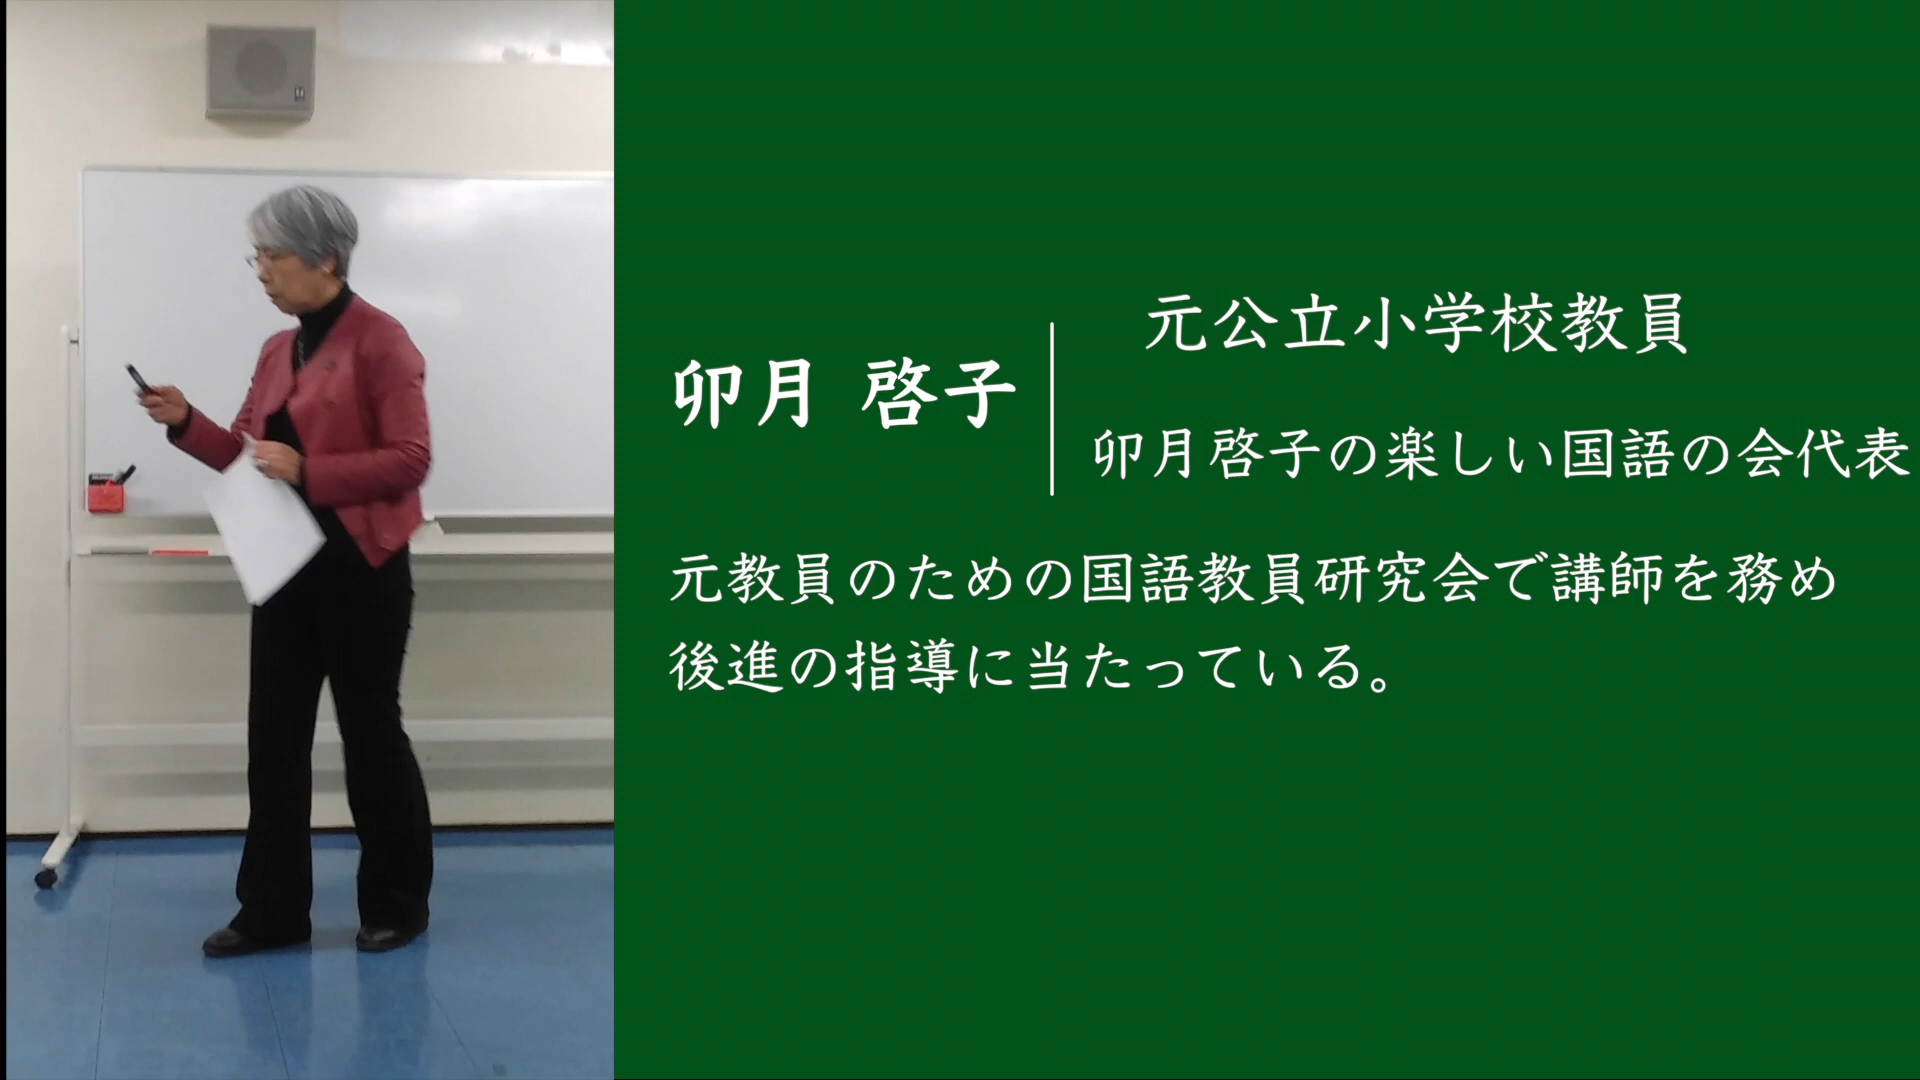 卯月 啓子
元公立小学校教員
卯月啓子の楽しい国語の会代表
元教員のための国語教員研究会で講師を務め
後進の指導に当たっている。